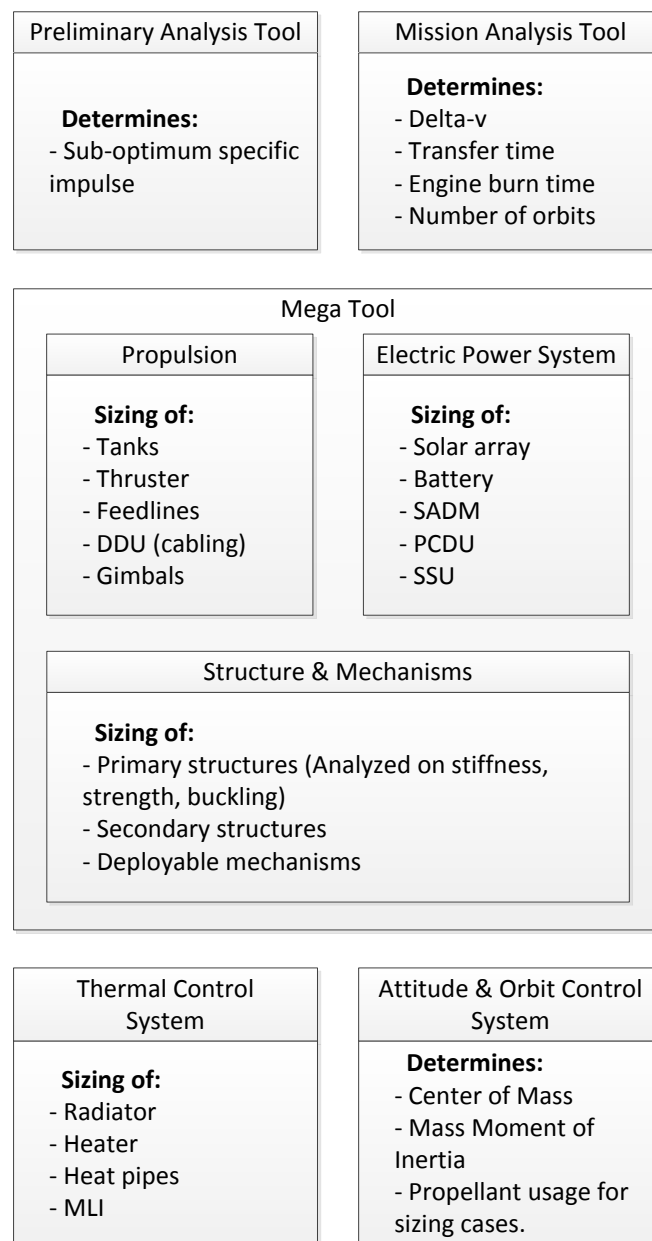 Preliminary Analysis Tool
Determines:
- Sub-optimum specific
impulse
Mission Analysis Tool
Determines:
- Delta-v
- Transfer time
- Engine burn time
- Number of orbits
Mega Tool
Propulsion
Sizing of:
- Tanks
- Thruster
- Feedlines
- DDU (cabling)
- Gimbals
Electric Power System
Sizing of:
- Solar array
- Battery
- SADM
- PCDU
- SSU
Structure & Mechanisms
Sizing of:
- Primary structures (Analyzed on stiffness,
strength, buckling)
- Secondary structures
- Deployable mechanisms
Thermal Control
System
Sizing of:
- Radiator
- Heater
- Heat pipes
- MLI
Attitude & Orbit Control
System
Determines:
- Center of Mass
- Mass Moment of
Inertia
- Propellant usage for
sizing cases.